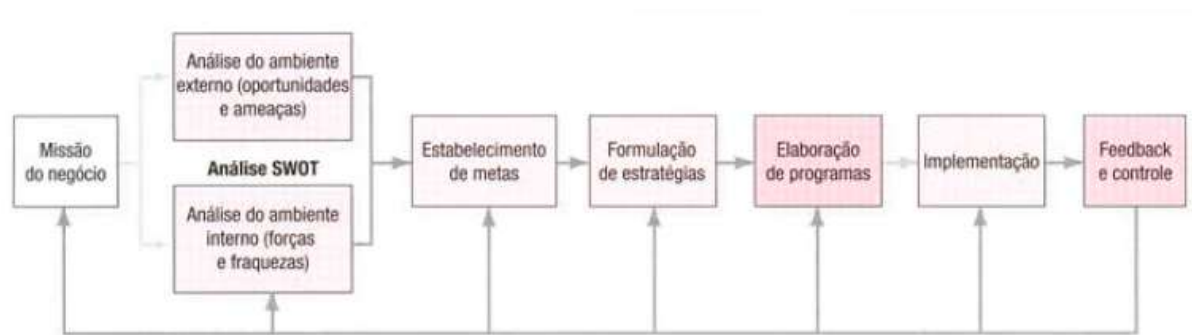 Missão
do negócio
Análise do ambiente
externo (oportunidades
e ameaças)
Análise SWOT
Análise do ambiente
interno (forças
e fraquezas)
Estabelecimento
de metas
Formulação
de estratégias
Elaboração
de programas
Implementação
Feedback
e controle